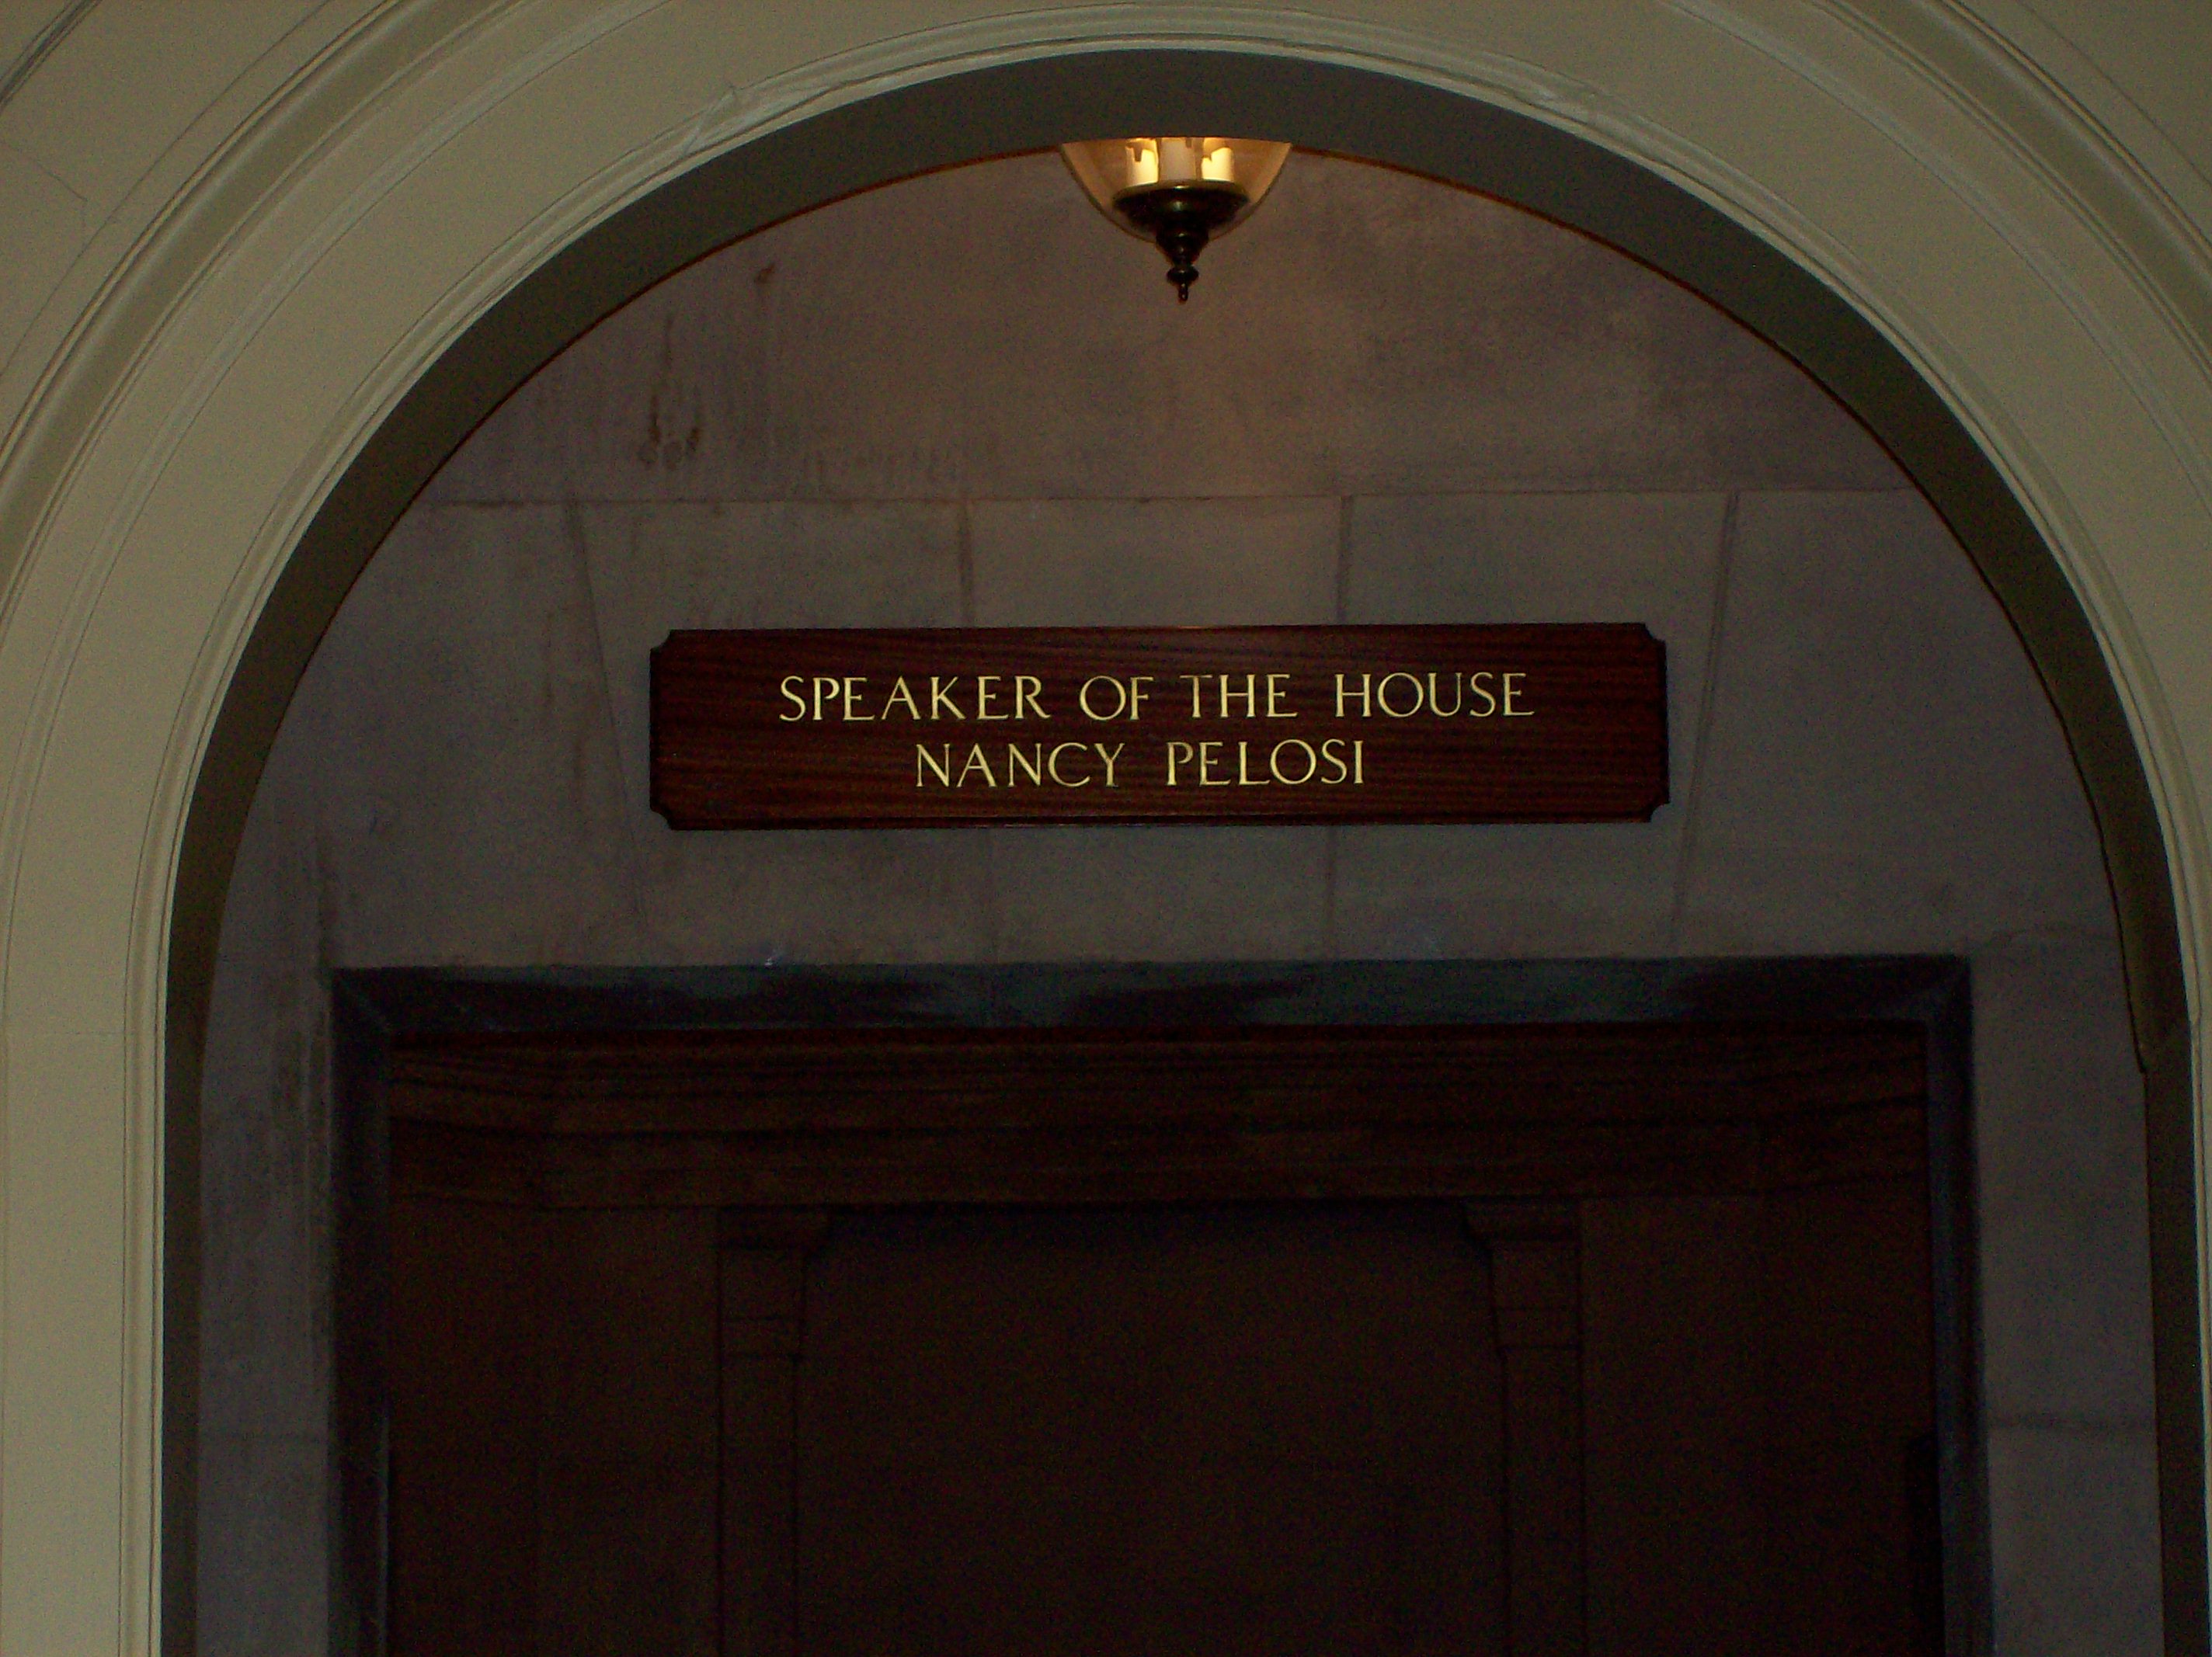 SPEAKER OF THE HOUSE
NANCY PELOSI